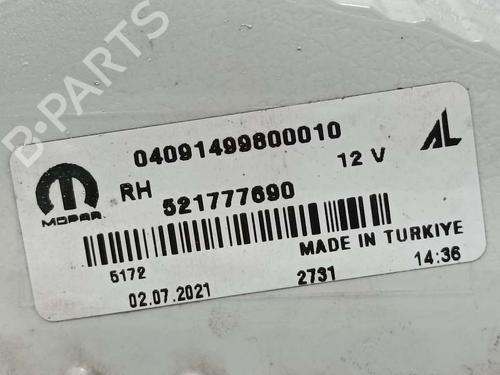 B-PARTS
04091499800010
AL
RH
12 V
521777690
MOPAR
MADE IN TURKIYE
5172
2731
14:36
02.07.2021